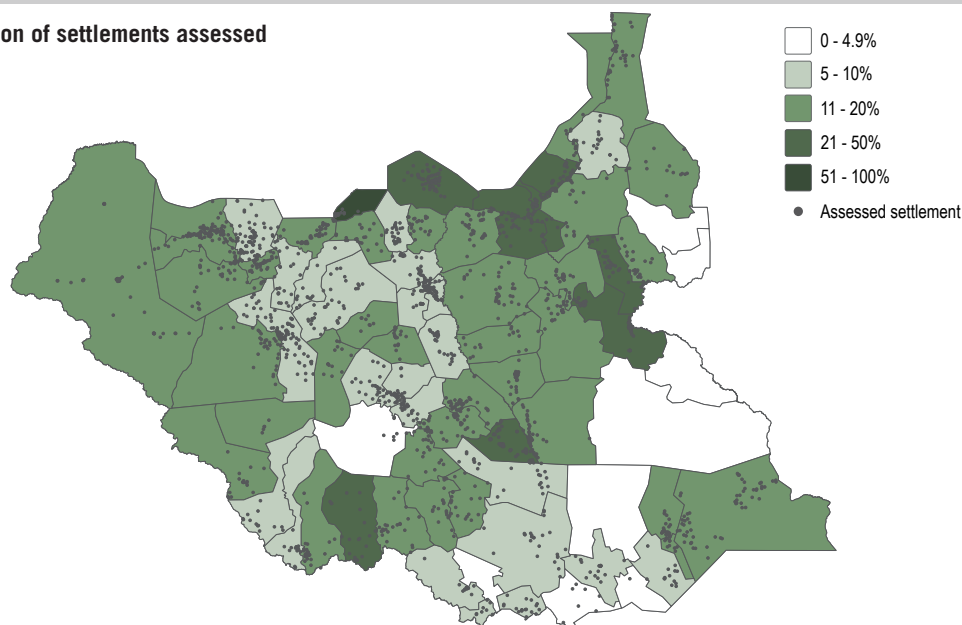 on of settlements assessed
0 - 4.9%
5 - 10%
11 - 20%
21 - 50%
51 - 100%
Assessed settlement